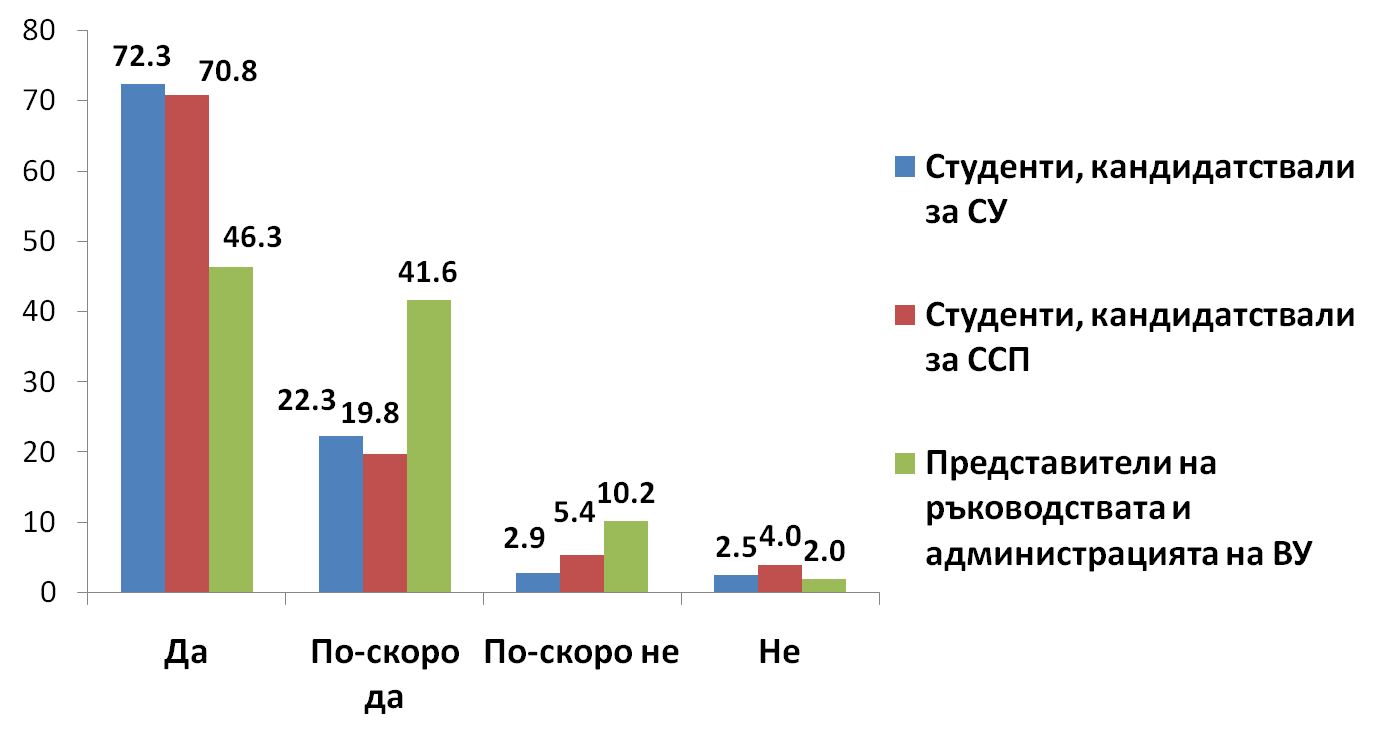 80
70
60
50
40
30
20
10
0
72.3
70.8
46.3
22.3
19.8
41.6
2.9
5.4
10.2
2.5
4.0
2.0
Да
По-скоро
да
По-скоро не
Не
Студенти, кандидатствали
за СУ
Студенти, кандидатствали
за ССП
Представители на
ръководствата и
администрацията на ВУ